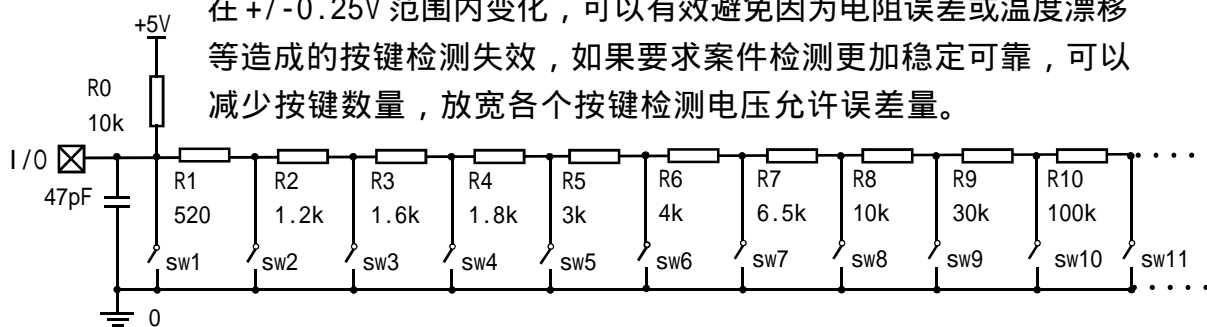 在+/-0.25V 范围内变化，可以有效避免因为电阻误差或温度漂移
等造成的按键检测失效，如果要求案件检测更加稳定可靠，可以
减少按键数量，放宽各个按键检测电压允许误差量。
+5V
R0
10k
I/O
47pF
R1 R2 R3 R4 R5 R6 R7 R8 R9 R10
520 1.2k 1.6k 1.8k 3k 4k 6.5k 10k 30k 100k
sw1 sw2 sw3 sw4 sw5 sw6 sw7 sw8 sw9 sw10 sw11
0